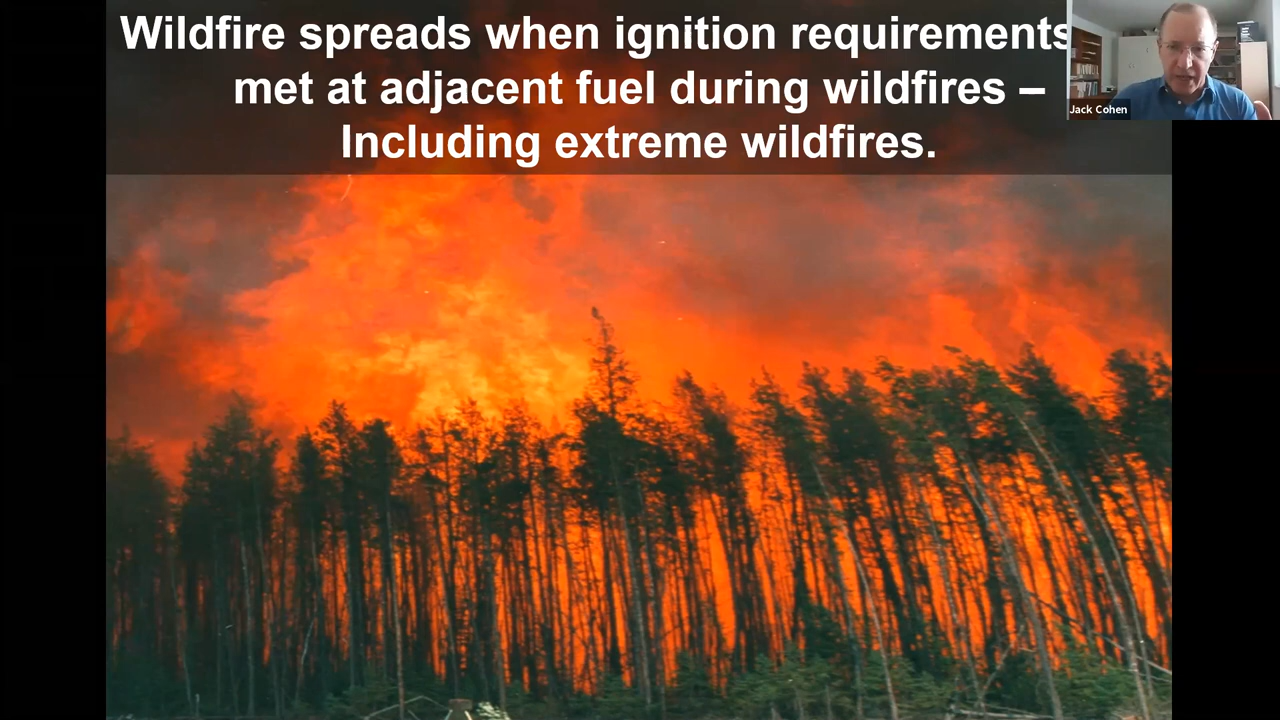 Wildfire spreads when ignition requirements
met at adjacent fuel during wildfires –
Including extreme wildfires.
Jack Cohen